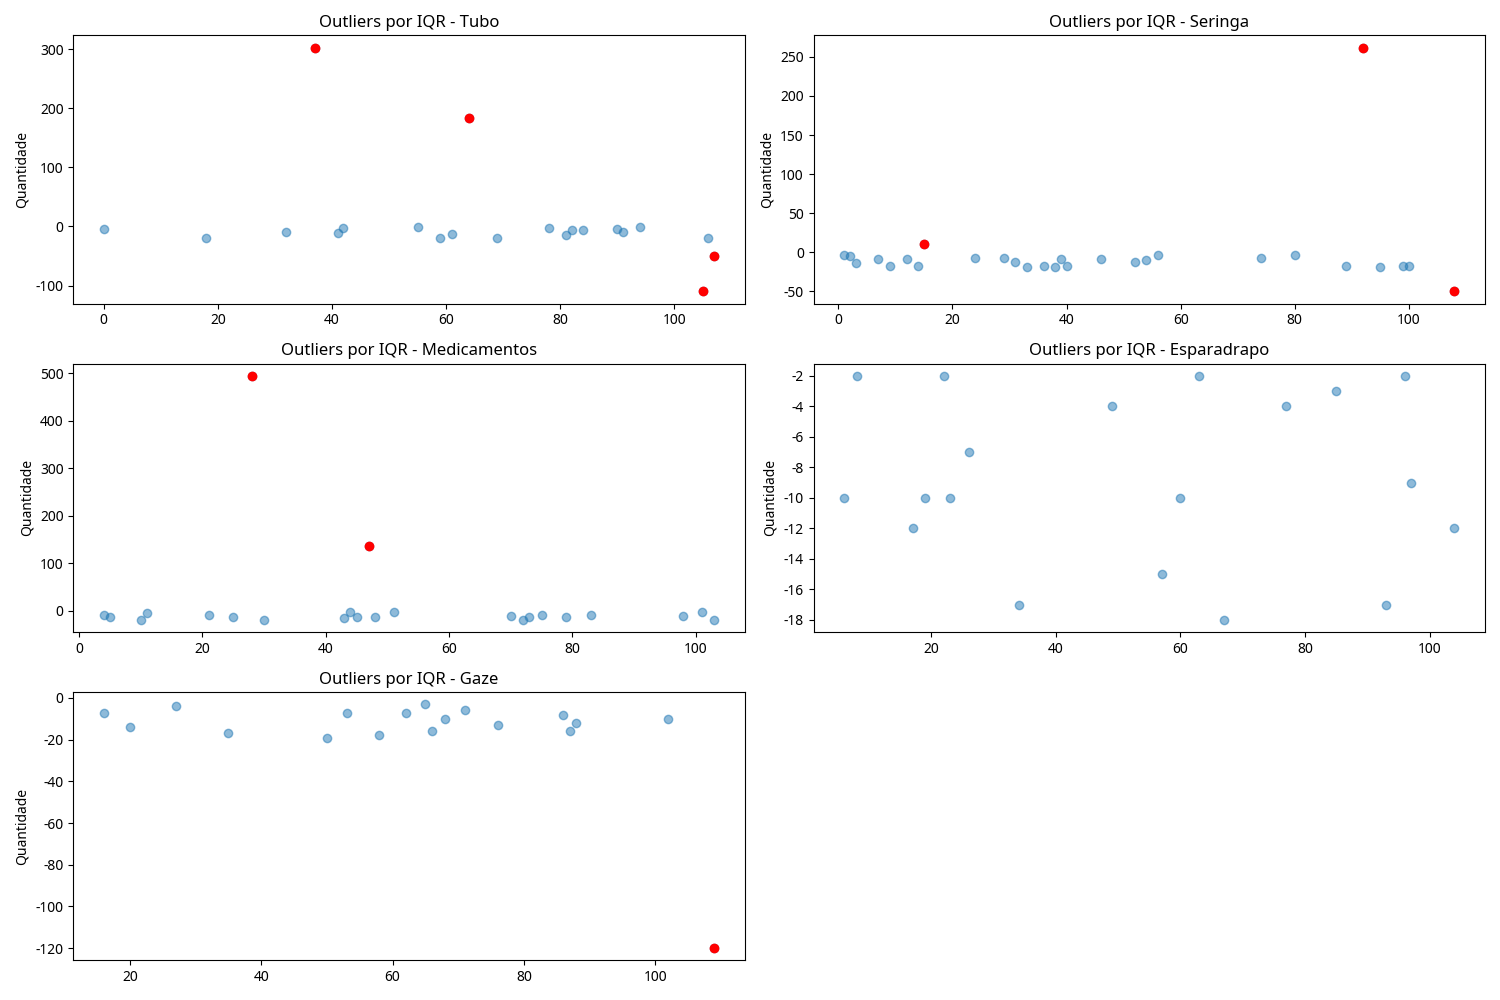 Outliers por IQR - Tubo
Quantidade
300
200
100
0
-100
0 20 40 60 80 100
Outliers por IQR - Seringa
Quantidade
250
200
150
100
50
0
-50
0 20 40 60 80 100
Outliers por IQR - Medicamentos
Quantidade
500
400
300
200
100
0
0 20 40 60 80 100
Outliers por IQR - Esparadrapo
Quantidade
-2
-4
-6
-8
-10
-12
-14
-16
-18
20 40 60 80 100
Outliers por IQR - Gaze
Quantidade
0
-20
-40
-60
-80
-100
-120
20 40 60 80 100